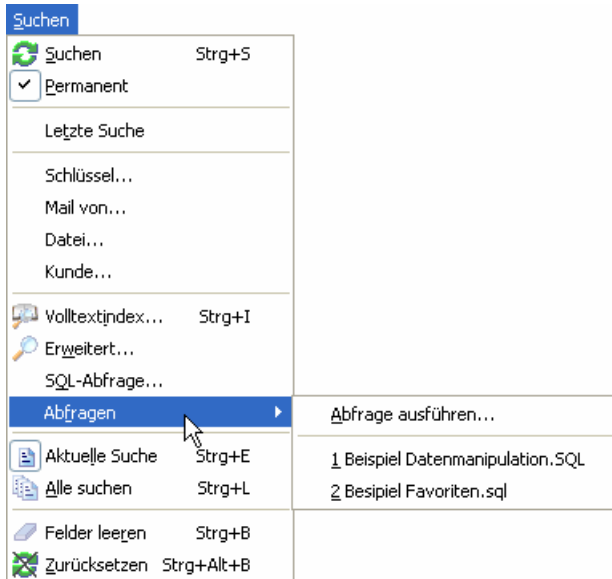 Suchen
Suchen Strg+S
Permanent
Letzte Suche
Schlüssel...
Mail von...
Datei...
Kunde...
Volltextindex... Strg+I
Erweitert...
SQL-Abfrage...
Abfragen
Abfrage ausführen...
1 Beispiel Datenmanipulation.SQL
2 Besipiel Favoriten.sql
Aktuelle Suche Strg+E
Alle suchen Strg+L
Felder leeren Strg+B
Zurücksetzen Strg+Alt+B